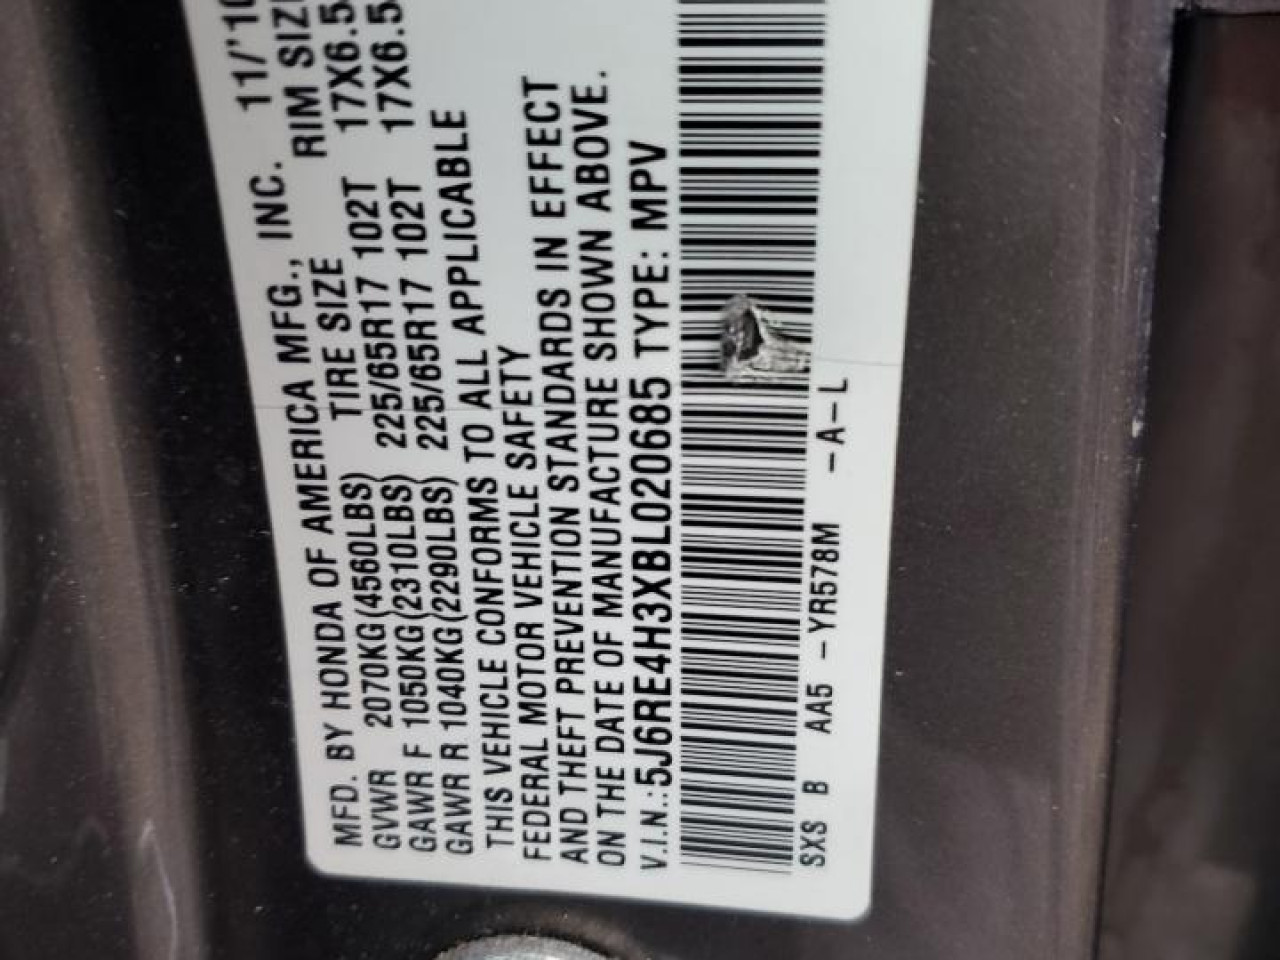 MFD. BY HONDA OF AMERICA MFG., INC. 11/'10
TIRE SIZE RIM SIZE
GVWR 2070KG(4560LBS)
GAWR F 1050KG(2310LBS) 225/65R17 102T 17X6.5
GAWR R 1040KG(2290LBS) 225/65R17 102T 17X6.5
THIS VEHICLE CONFORMS TO ALL APPLICABLE
FEDERAL MOTOR VEHICLE SAFETY
AND THEFT PREVENTION STANDARDS IN EFFECT
ON THE DATE OF MANUFACTURE SHOWN ABOVE.
V.I.N.: 5J6RE4H3XBL020685 TYPE: MPV
SXS B AA5 -YR578M -A-L